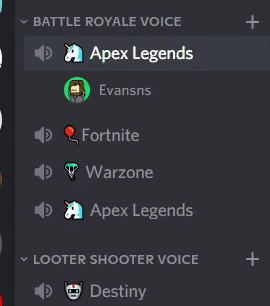 BATTLE ROYALE VOICE
Apex Legends
Evansns
Fortnite
Warzone
Apex Legends
LOOTER SHOOTER VOICE
Destiny